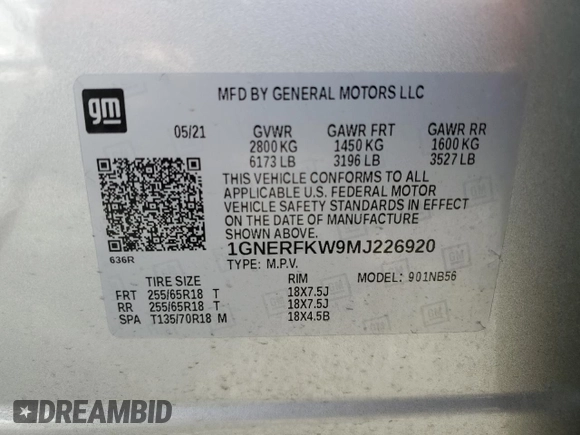 gm
MFD BY GENERAL MOTORS LLC
05/21 GVWR GAWR FRT GAWR RR
2800 KG 1450 KG 1600 KG
6173 LB 3196 LB 3527 LB
THIS VEHICLE CONFORMS TO ALL
APPLICABLE U.S. FEDERAL MOTOR
VEHICLE SAFETY STANDARDS IN EFFECT
ON THE DATE OF MANUFACTURE
SHOWN ABOVE.
636R
1GNERFKW9MJ226920
TYPE: M.P.V.
TIRE SIZE RIM MODEL: 901NB56
FRT 255/65R18 T 18X7.5J
RR 255/65R18 T 18X7.5J
SPA T135/70R18 M 18X4.5B
DREAMBID